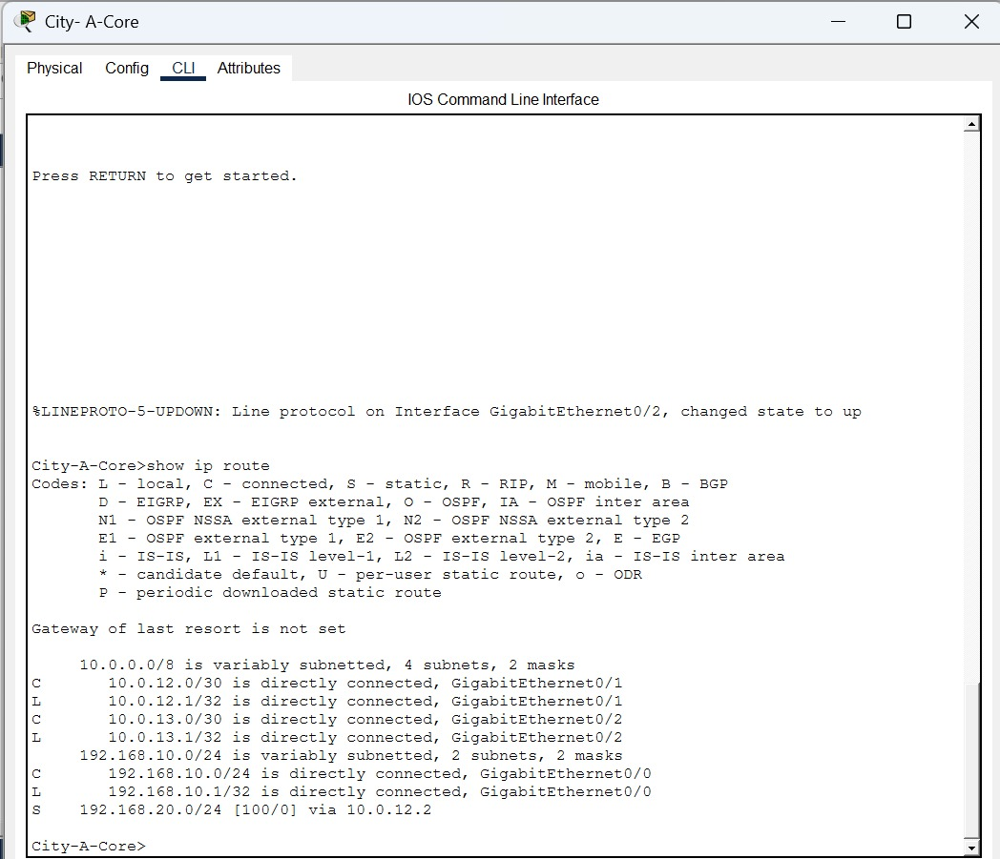 City- A-Core
Physical Config CLI Attributes
IOS Command Line Interface
Press RETURN to get started.
%LINEPROTO-5-UPDOWN: Line protocol on Interface GigabitEthernet0/2, changed state to up
City-A-Core>show ip route
Codes: L - local, C - connected, S - static, R - RIP, M - mobile, B - BGP
       D - EIGRP, EX - EIGRP external, O - OSPF, IA - OSPF inter area
       N1 - OSPF NSSA external type 1, N2 - OSPF NSSA external type 2
       E1 - OSPF external type 1, E2 - OSPF external type 2, E - EGP
       i - IS-IS, L1 - IS-IS level-1, L2 - IS-IS level-2, ia - IS-IS inter area
       * - candidate default, U - per-user static route, o - ODR
       P - periodic downloaded static route
Gateway of last resort is not set
     10.0.0.0/8 is variably subnetted, 4 subnets, 2 masks
C       10.0.12.0/30 is directly connected, GigabitEthernet0/1
L       10.0.12.1/32 is directly connected, GigabitEthernet0/1
C       10.0.13.0/30 is directly connected, GigabitEthernet0/2
L       10.0.13.1/32 is directly connected, GigabitEthernet0/2
     192.168.10.0/24 is variably subnetted, 2 subnets, 2 masks
C       192.168.10.0/24 is directly connected, GigabitEthernet0/0
L       192.168.10.1/32 is directly connected, GigabitEthernet0/0
S    192.168.20.0/24 [100/0] via 10.0.12.2
City-A-Core>